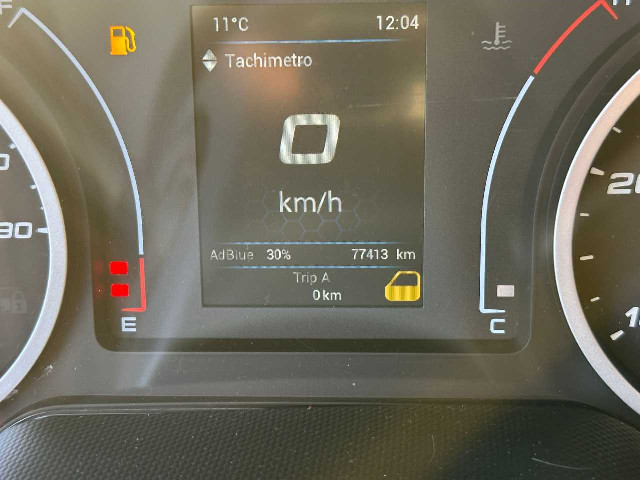 F
11°C 12:04
Tachimetro
0
km/h
AdBlue 30% 77413 km
Trip A
0 km
E
C